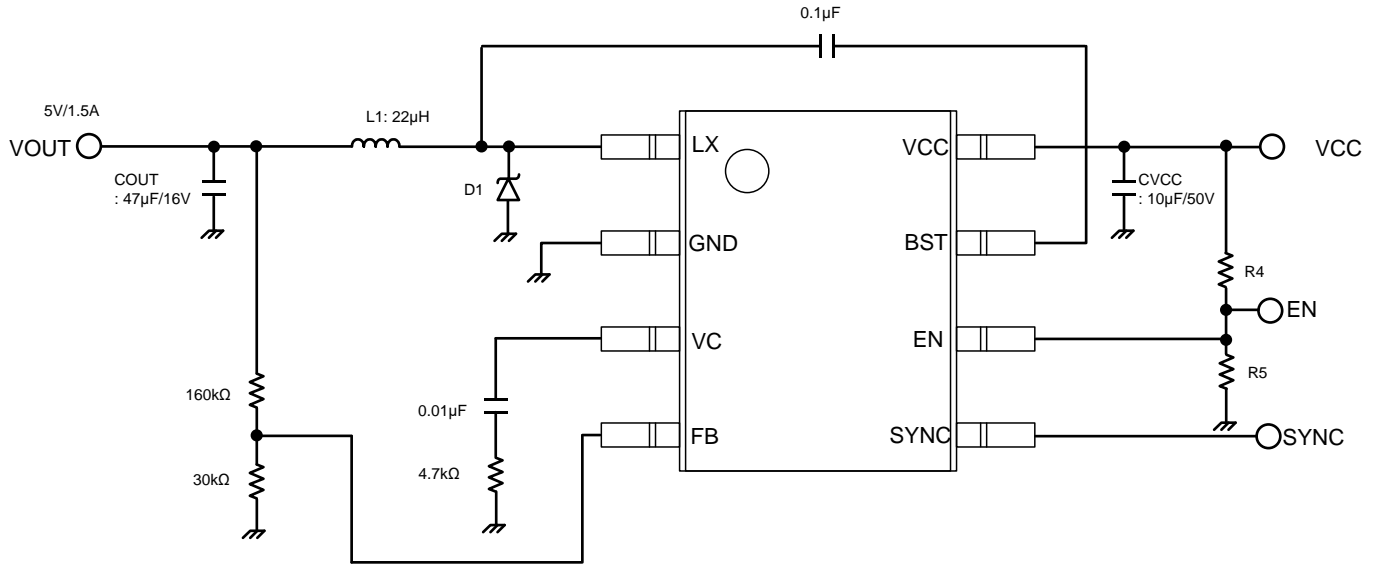 0.1µF
5V/1.5A
VOUT
L1: 22µH
LX
VCC
VCC
COUT
: 47µF/16V
D1
CVCC
: 10µF/50V
GND
BST
R4
EN
VC
EN
R5
160kΩ
0.01µF
FB
SYNC
SYNC
30kΩ
4.7kΩ